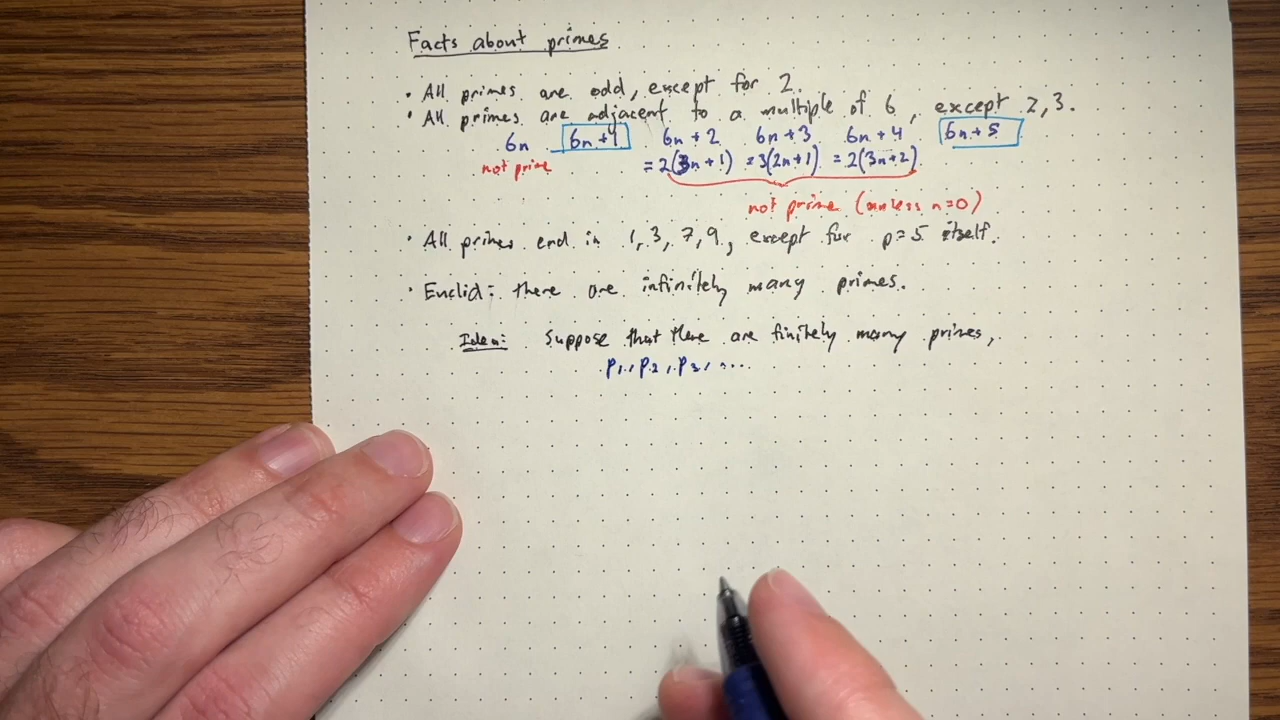 Facts about primes
• All primes are odd, except for 2.
• All primes are adjacent to a multiple of 6, except 2,3.
6n 6n+1 6n+2 6n+3 6n+4 6n+5
not prime = 2(3n+1) = 3(2n+1) = 2(3n+2)
not prime (unless n=0)
• All primes end in 1, 3, 7, 9, except for p=5 itself.
• Euclid: there are infinitely many primes.
Idea: Suppose that there are finitely many primes,
p1, p2, p3, ...